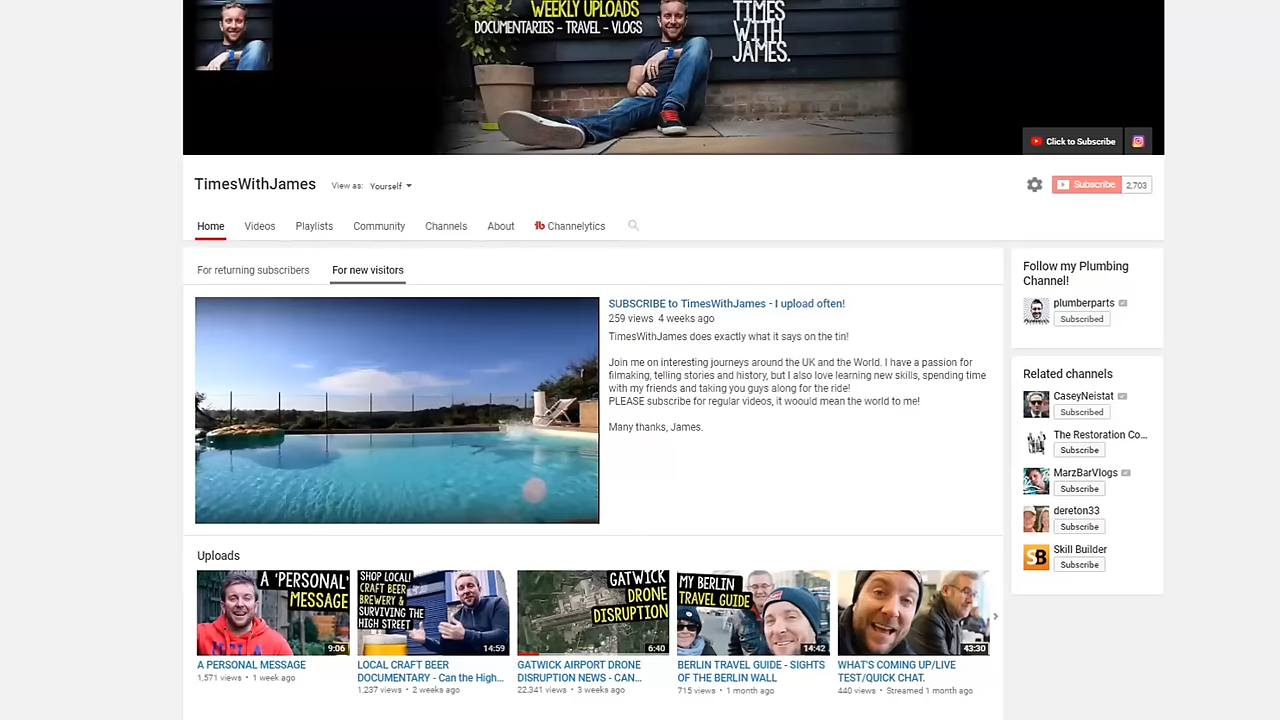 WEEKLY UPLOADS
DOCUMENTARIES - TRAVEL - VLOGS
TIMES
WITH
JAMES.
Click to Subscribe
TimesWithJames View as: Yourself
Subscribe 2,703
Home Videos Playlists Community Channels About Channelytics
For returning subscribers For new visitors
SUBSCRIBE to TimesWithJames - I upload often!
259 views 4 weeks ago
TimesWithJames does exactly what it says on the tin!
Join me on interesting journeys around the UK and the World. I have a passion for
filmaking, telling stories and history, but I also love learning new skills, spending time
with my friends and taking you guys along for the ride!
PLEASE subscribe for regular videos, it woould mean the world to me!
Many thanks, James.
Follow my Plumbing
Channel!
plumberparts
Subscribed
Related channels
CaseyNeistat
Subscribed
The Restoration Co...
Subscribe
MarzBarVlogs
Subscribe
dereton33
Subscribe
SB
Skill Builder
Subscribe
Uploads
A 'PERSONAL'
MESSAGE
9:06
A PERSONAL MESSAGE
1,571 views • 1 week ago
SHOP LOCAL!
CRAFT BEER
BREWERY &
SURVIVING THE
HIGH STREET
14:59
LOCAL CRAFT BEER
DOCUMENTARY - Can the High...
1,237 views • 2 weeks ago
GATWICK
DRONE
DISRUPTION
6:40
GATWICK AIRPORT DRONE
DISRUPTION NEWS - CAN...
22,341 views • 3 weeks ago
MY BERLIN
TRAVEL GUIDE
14:42
BERLIN TRAVEL GUIDE - SIGHTS
OF THE BERLIN WALL
715 views • 1 month ago
43:30
WHAT'S COMING UP/LIVE
TEST/QUICK CHAT.
440 views • Streamed 1 month ago